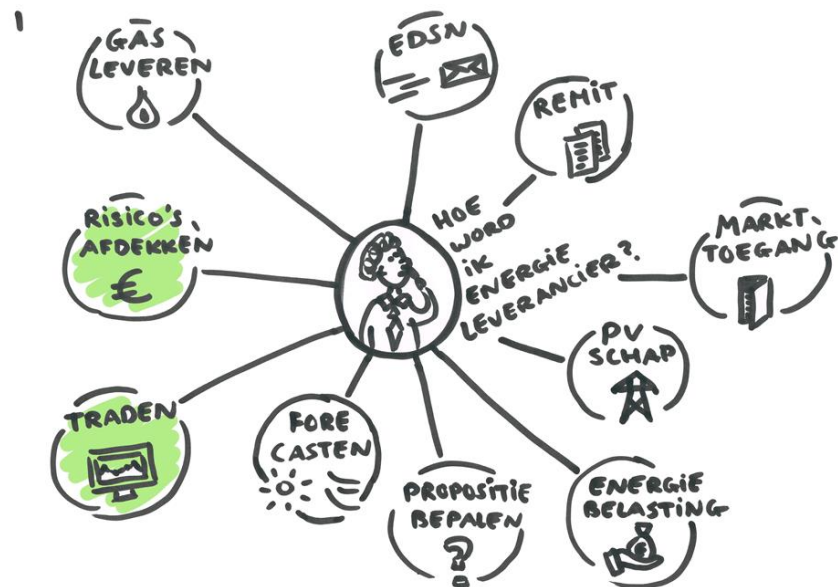 GAS
LEVEREN
EDSN
REMIT
RISICO'S
AFDEKKEN
€
HOE
WORD
IK
ENERGIE
LEVERANCIER?
MARKT-
TOEGANG
PV
SCHAP
TRADEN
FORE
CASTEN
PROPOSITIE
BEPALEN
?
ENERGIE
BELASTING
€